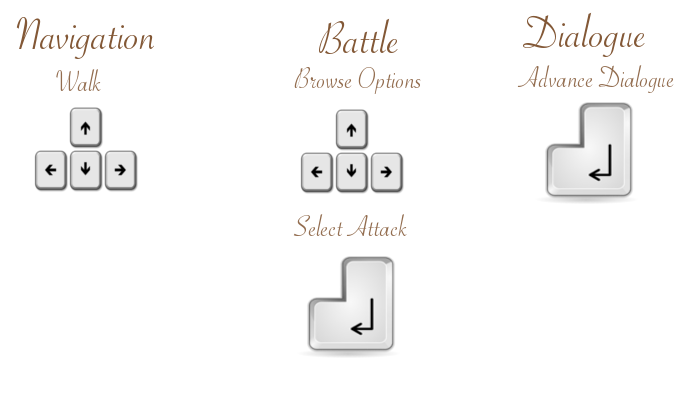 Navigation
Walk
Battle
Browse Options
Select Attack
Dialogue
Advance Dialogue